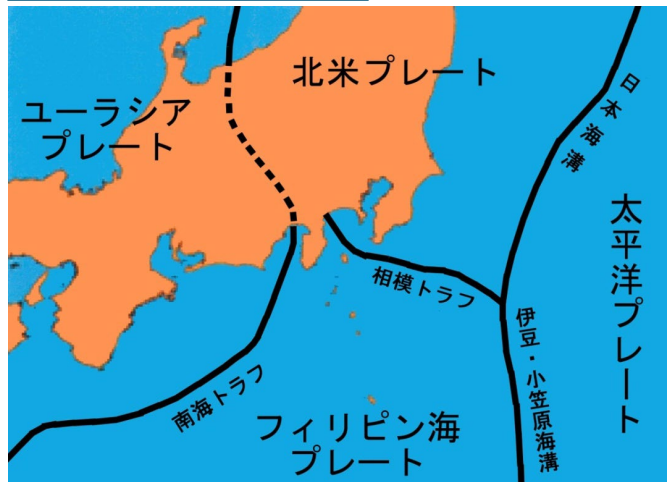 北米プレート
ユーラシア
プレート
日本海溝
太平洋プレート
相模トラフ
伊豆・小笠原海溝
南海トラフ
フィリピン海
プレート